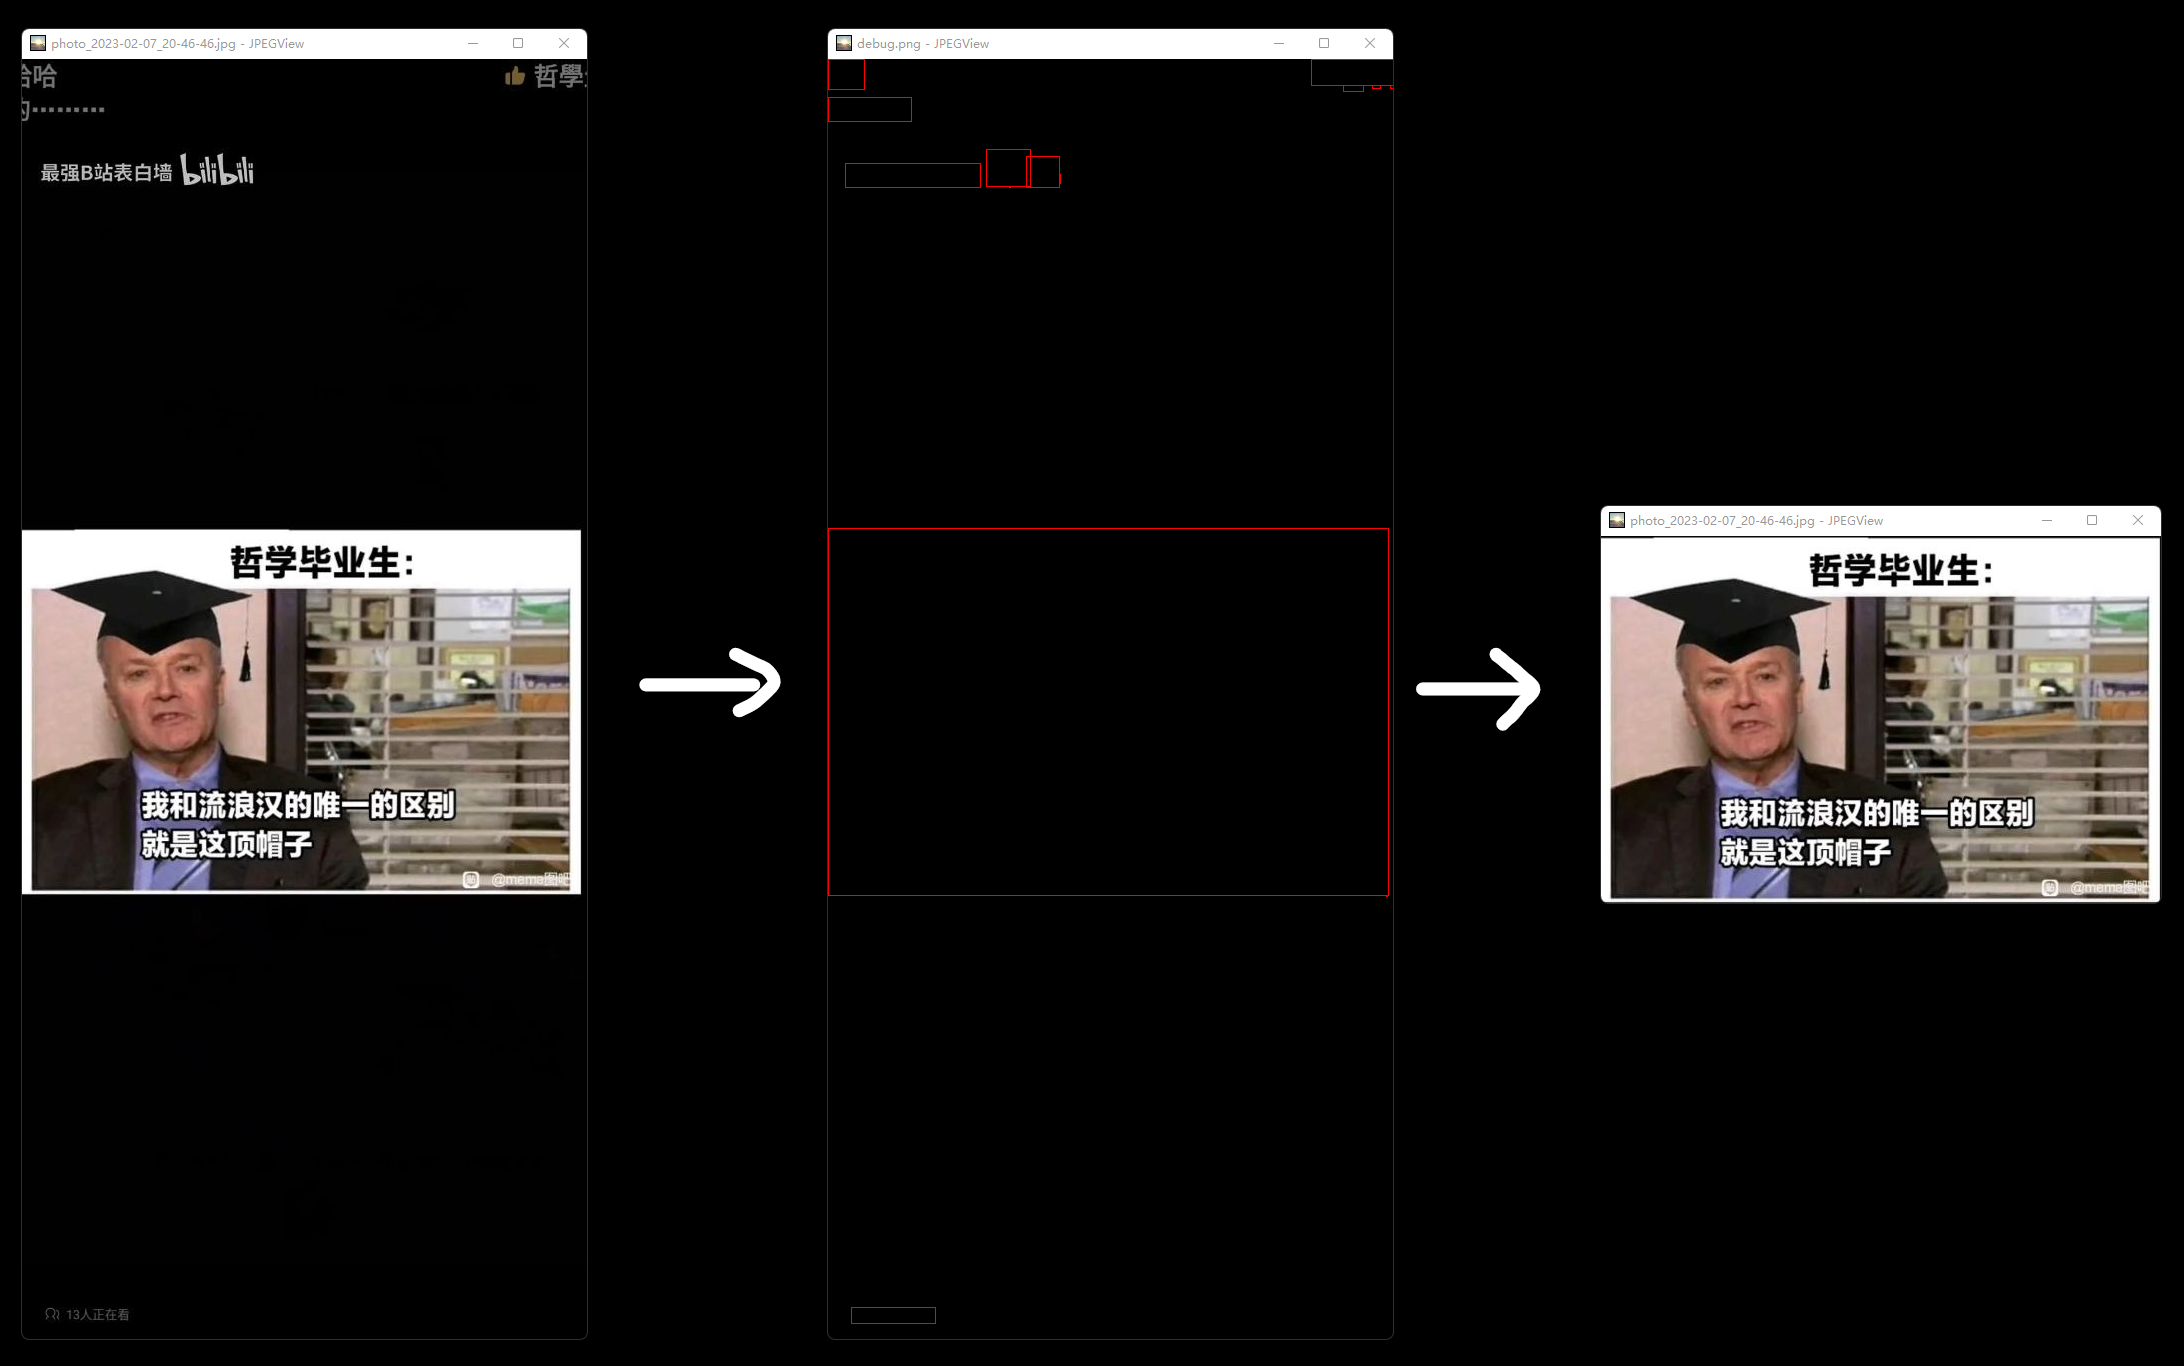 photo_2023-02-07_20-46-46.jpg - JPEGView
哈哈
👍 哲學
的·········
最强B站表白墙 bilibili
哲学毕业生：
我和流浪汉的唯一的区别
就是这顶帽子
@meme图吧
13人正在看
debug.png - JPEGView
photo_2023-02-07_20-46-46.jpg - JPEGView
哲学毕业生：
我和流浪汉的唯一的区别
就是这顶帽子
@meme图吧